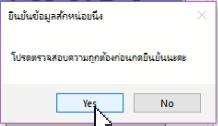 ยืนยันข้อมูลสักหน่อยนึง
โปรดตรวจสอบความถูกต้องก่อนกดยืนยันนะคะ
Yes
No